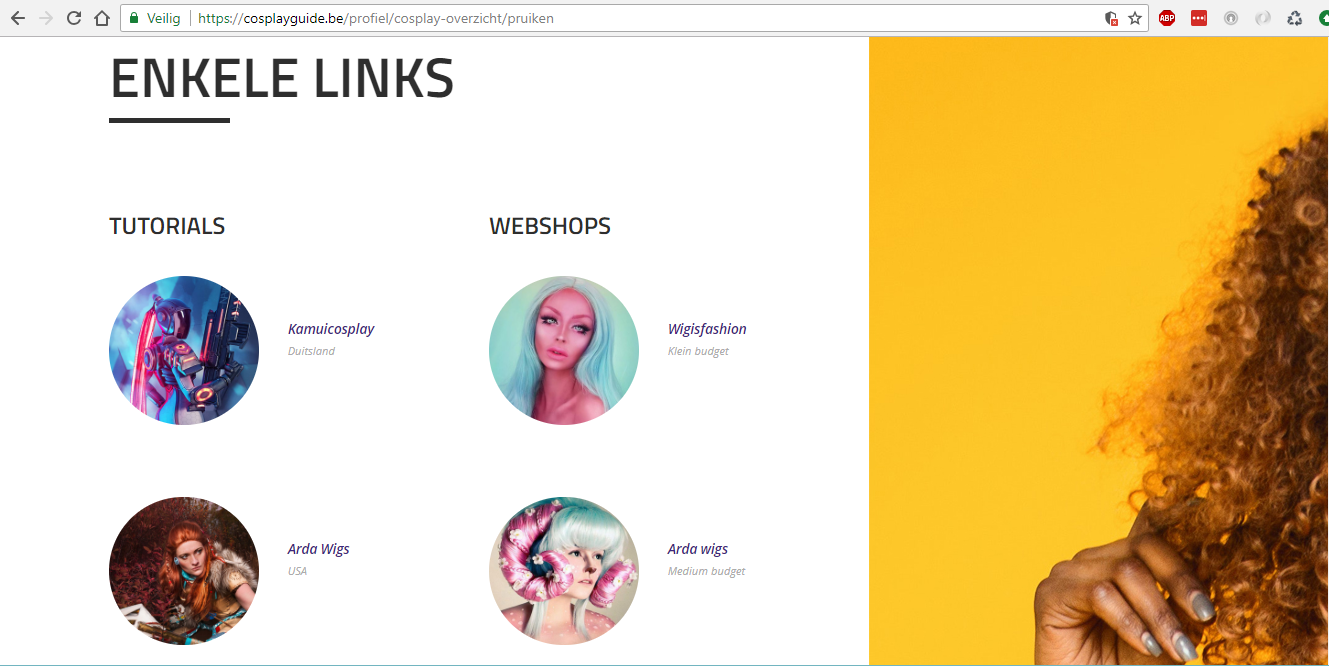 Veilig
https://cosplayguide.be/profiel/cosplay-overzicht/pruiken
ABP
ENKELE LINKS
TUTORIALS
WEBSHOPS
Kamuicosplay
Duitsland
Wigisfashion
Klein budget
Arda Wigs
USA
Arda wigs
Medium budget